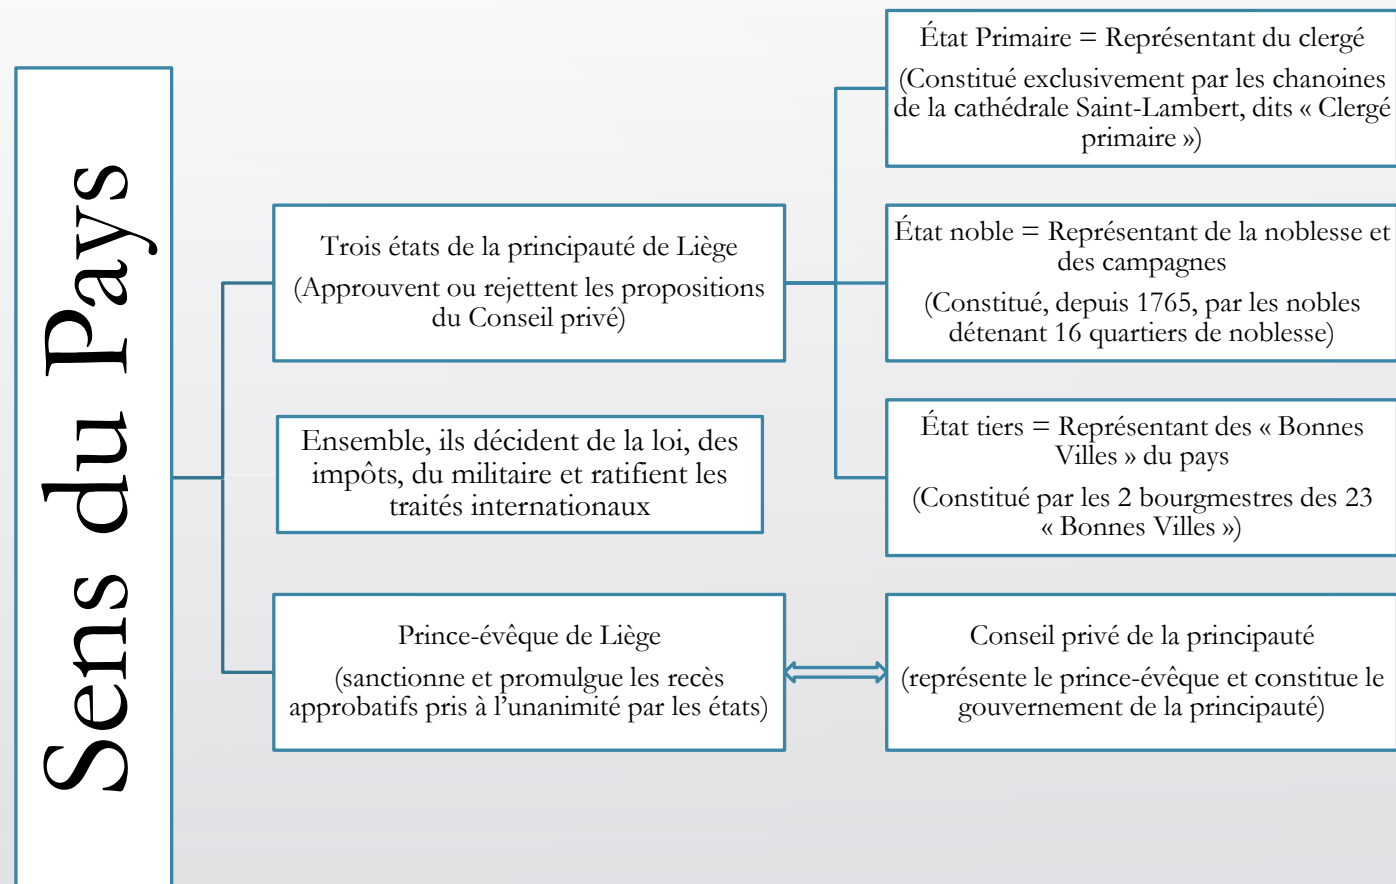 Sens du Pays
Trois états de la principauté de Liège
(Approuvent ou rejettent les propositions
du Conseil privé)
Ensemble, ils décident de la loi, des
impôts, du militaire et ratifient les
traités internationaux
Prince-évêque de Liège
(sanctionne et promulgue les recès
approbatifs pris à l’unanimité par les états)
État Primaire = Représentant du clergé
(Constitué exclusivement par les chanoines
de la cathédrale Saint-Lambert, dits « Clergé
primaire »)
État noble = Représentant de la noblesse et
des campagnes
(Constitué, depuis 1765, par les nobles
détenant 16 quartiers de noblesse)
État tiers = Représentant des « Bonnes
Villes » du pays
(Constitué par les 2 bourgmestres des 23
« Bonnes Villes »)
Conseil privé de la principauté
(représente le prince-évêque et constitue le
gouvernement de la principauté)